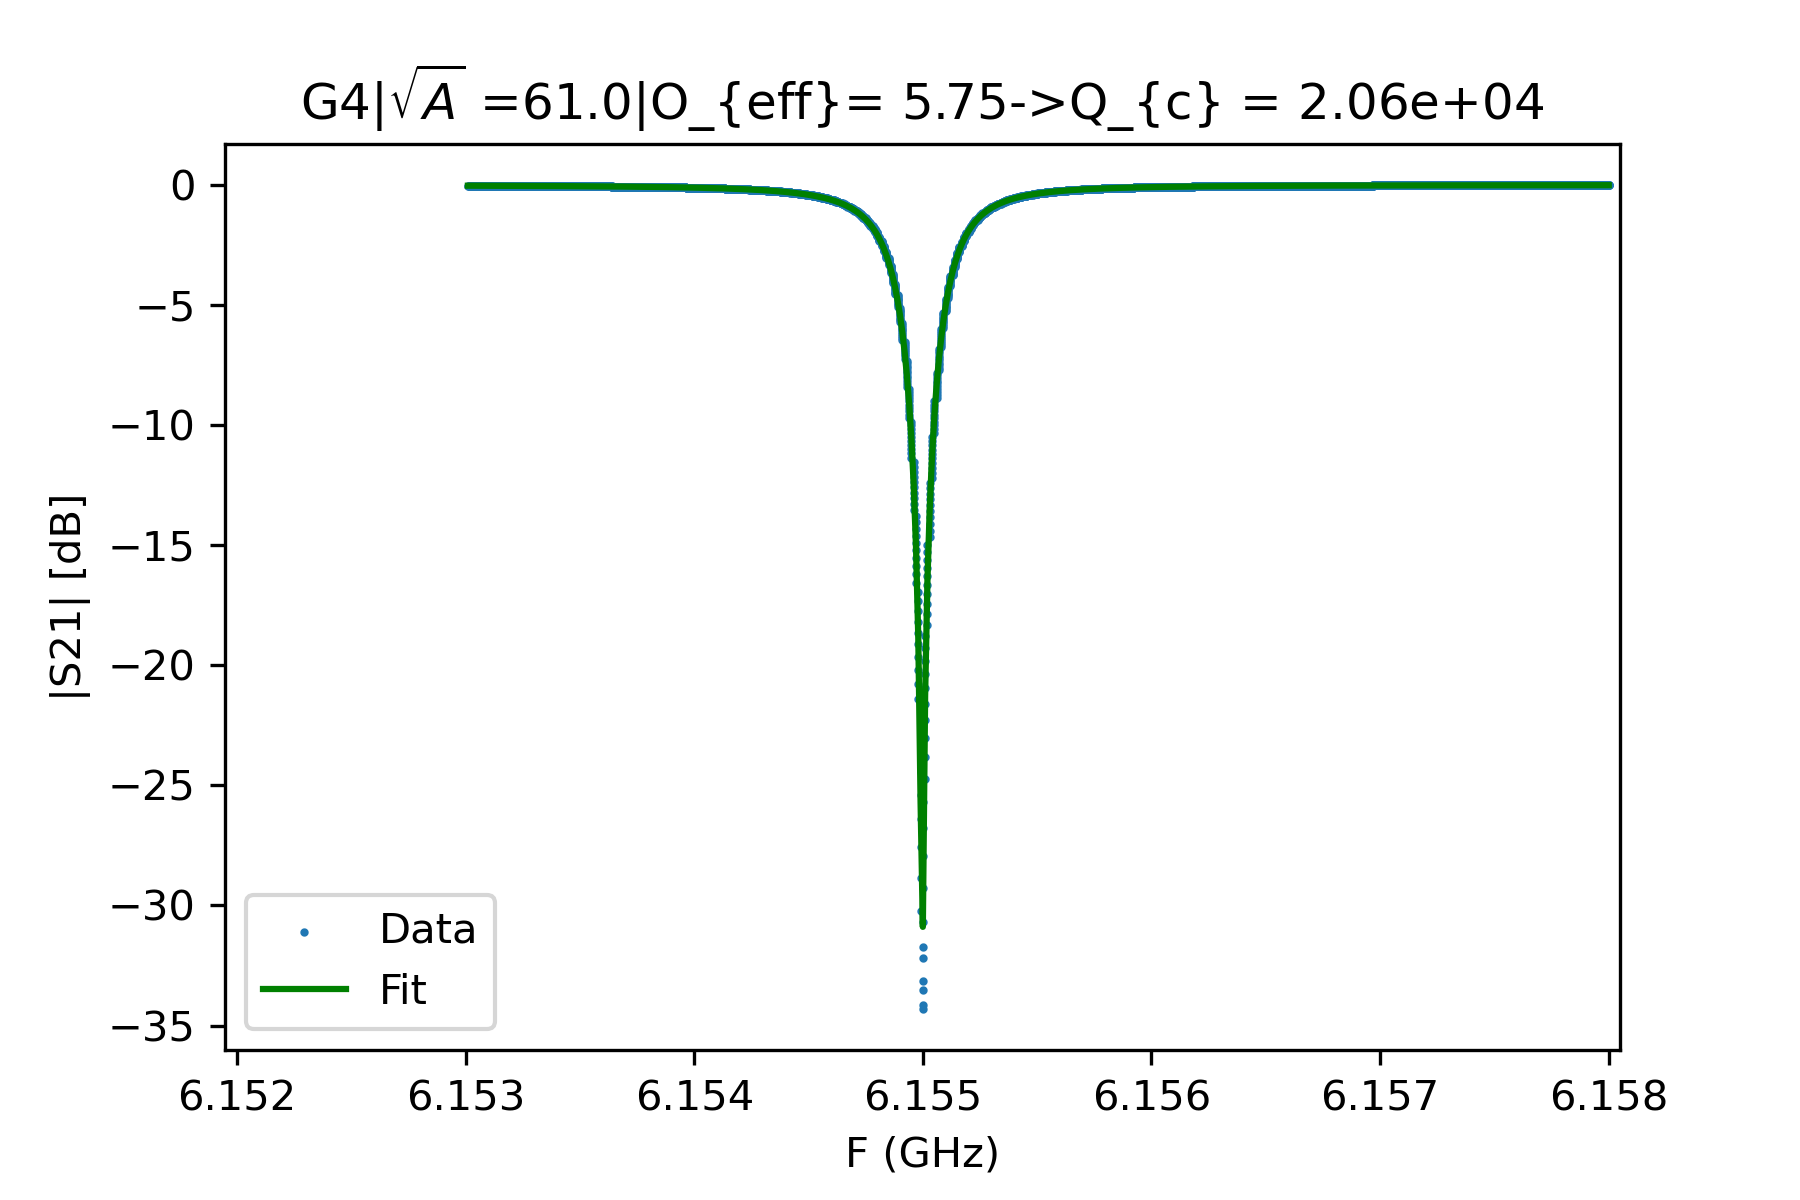 G4|√A =61.0|O_{eff}= 5.75->Q_{c} = 2.06e+04
0
−5
−10
−15
−20
−25
−30
−35
|S21| [dB]
Data
Fit
6.152 6.153 6.154 6.155 6.156 6.157 6.158
F (GHz)